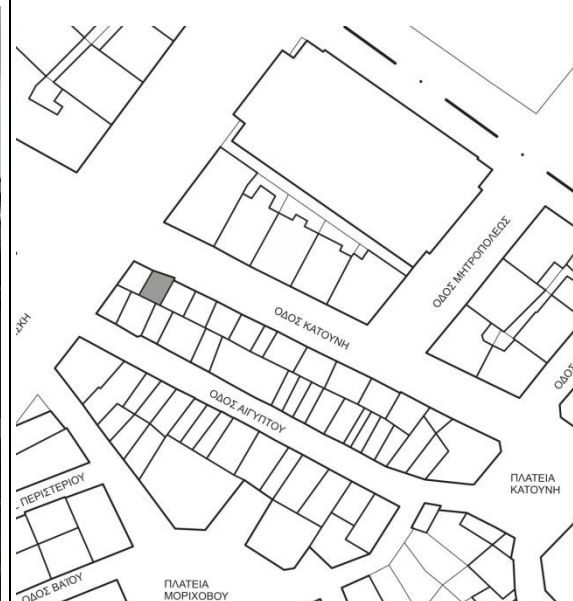 ΟΔΟΣ ΜΗΤΡΟΠΟΛΕΩΣ
ΟΔΟΣ ΚΑΤΟΥΝΗ
ΟΔΟΣ ΑΙΓΥΠΤΟΥ
ΠΛΑΤΕΙΑ
ΚΑΤΟΥΝΗ
ΠΕΡΙΣΤΕΡΙΟΥ
ΟΔΟΣ ΒΑΪΟΥ
ΠΛΑΤΕΙΑ
ΜΟΡΙΧΟΒΟΥ